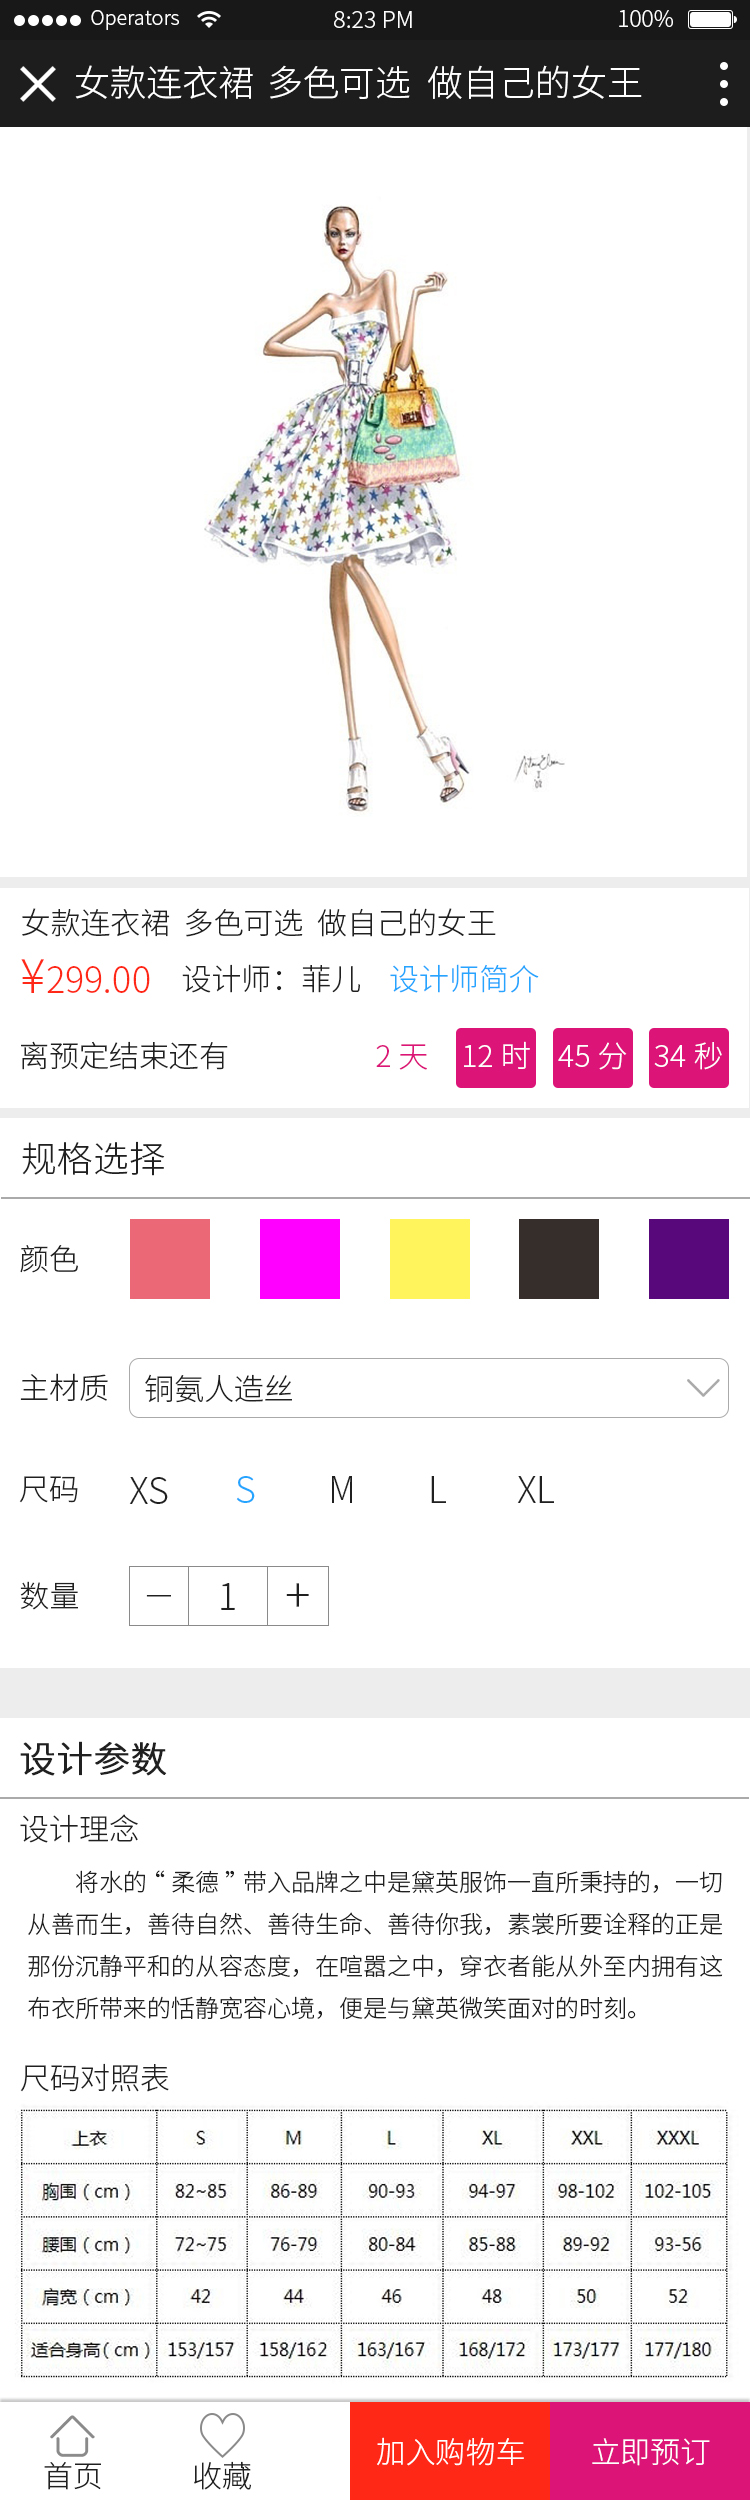 Operators 8:23 PM 100%
女款连衣裙 多色可选 做自己的女王
女款连衣裙 多色可选 做自己的女王
¥299.00 设计师：菲儿 设计师简介
离预定结束还有 2 天 12 时 45 分 34 秒
规格选择
颜色
主材质 铜氨人造丝
尺码 XS S M L XL
数量 — 1 +
设计参数
设计理念
将水的“柔德”带入品牌之中是黛英服饰一直所秉持的，一切
从善而生，善待自然、善待生命、善待你我，素裳所要诠释的正是
那份沉静平和的从容态度，在喧嚣之中，穿衣者能从外至内拥有这
布衣所带来的恬静宽容心境，便是与黛英微笑面对的时刻。
尺码对照表
上衣 S M L XL XXL XXXL
胸围（cm） 82~85 86-89 90-93 94-97 98-102 102-105
腰围（cm） 72~75 76-79 80-84 85-88 89-92 93-56
肩宽（cm） 42 44 46 48 50 52
适合身高（cm） 153/157 158/162 163/167 168/172 173/177 177/180
首页 收藏 加入购物车 立即预订